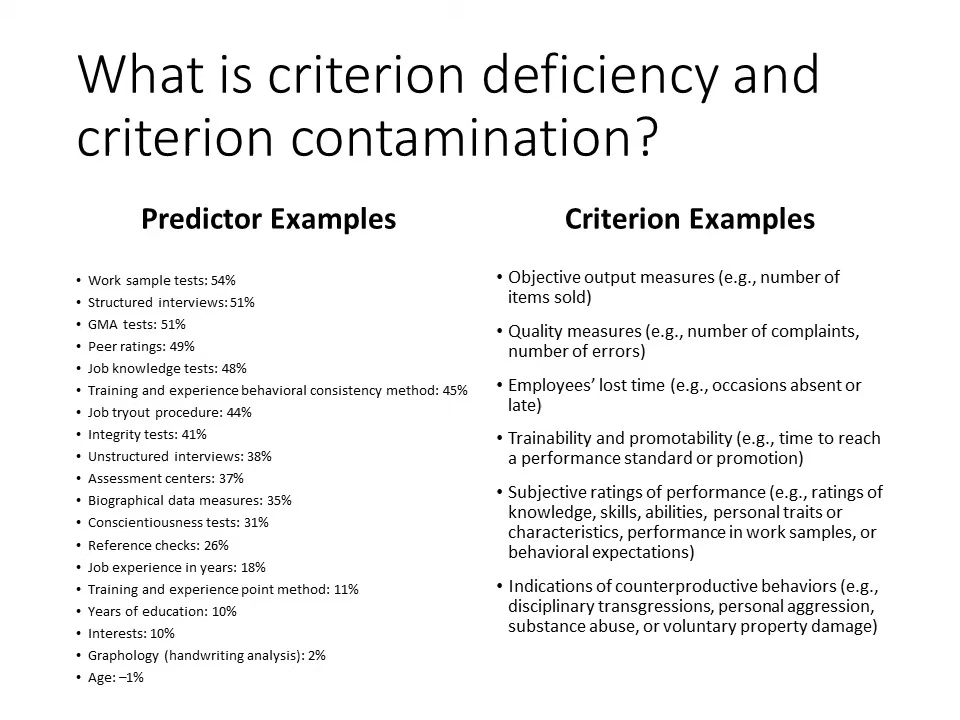 What is criterion deficiency and
criterion contamination?
Predictor Examples
• Work sample tests: 54%
• Structured interviews: 51%
• GMA tests: 51%
• Peer ratings: 49%
• Job knowledge tests: 48%
• Training and experience behavioral consistency method: 45%
• Job tryout procedure: 44%
• Integrity tests: 41%
• Unstructured interviews: 38%
• Assessment centers: 37%
• Biographical data measures: 35%
• Conscientiousness tests: 31%
• Reference checks: 26%
• Job experience in years: 18%
• Training and experience point method: 11%
• Years of education: 10%
• Interests: 10%
• Graphology (handwriting analysis): 2%
• Age: –1%
Criterion Examples
• Objective output measures (e.g., number of
items sold)
• Quality measures (e.g., number of complaints,
number of errors)
• Employees’ lost time (e.g., occasions absent or
late)
• Trainability and promotability (e.g., time to reach
a performance standard or promotion)
• Subjective ratings of performance (e.g., ratings of
knowledge, skills, abilities, personal traits or
characteristics, performance in work samples, or
behavioral expectations)
• Indications of counterproductive behaviors (e.g.,
disciplinary transgressions, personal aggression,
substance abuse, or voluntary property damage)